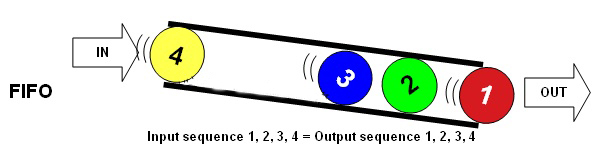 IN
4
3
2
1
OUT
FIFO
Input sequence 1, 2, 3, 4 = Output sequence 1, 2, 3, 4